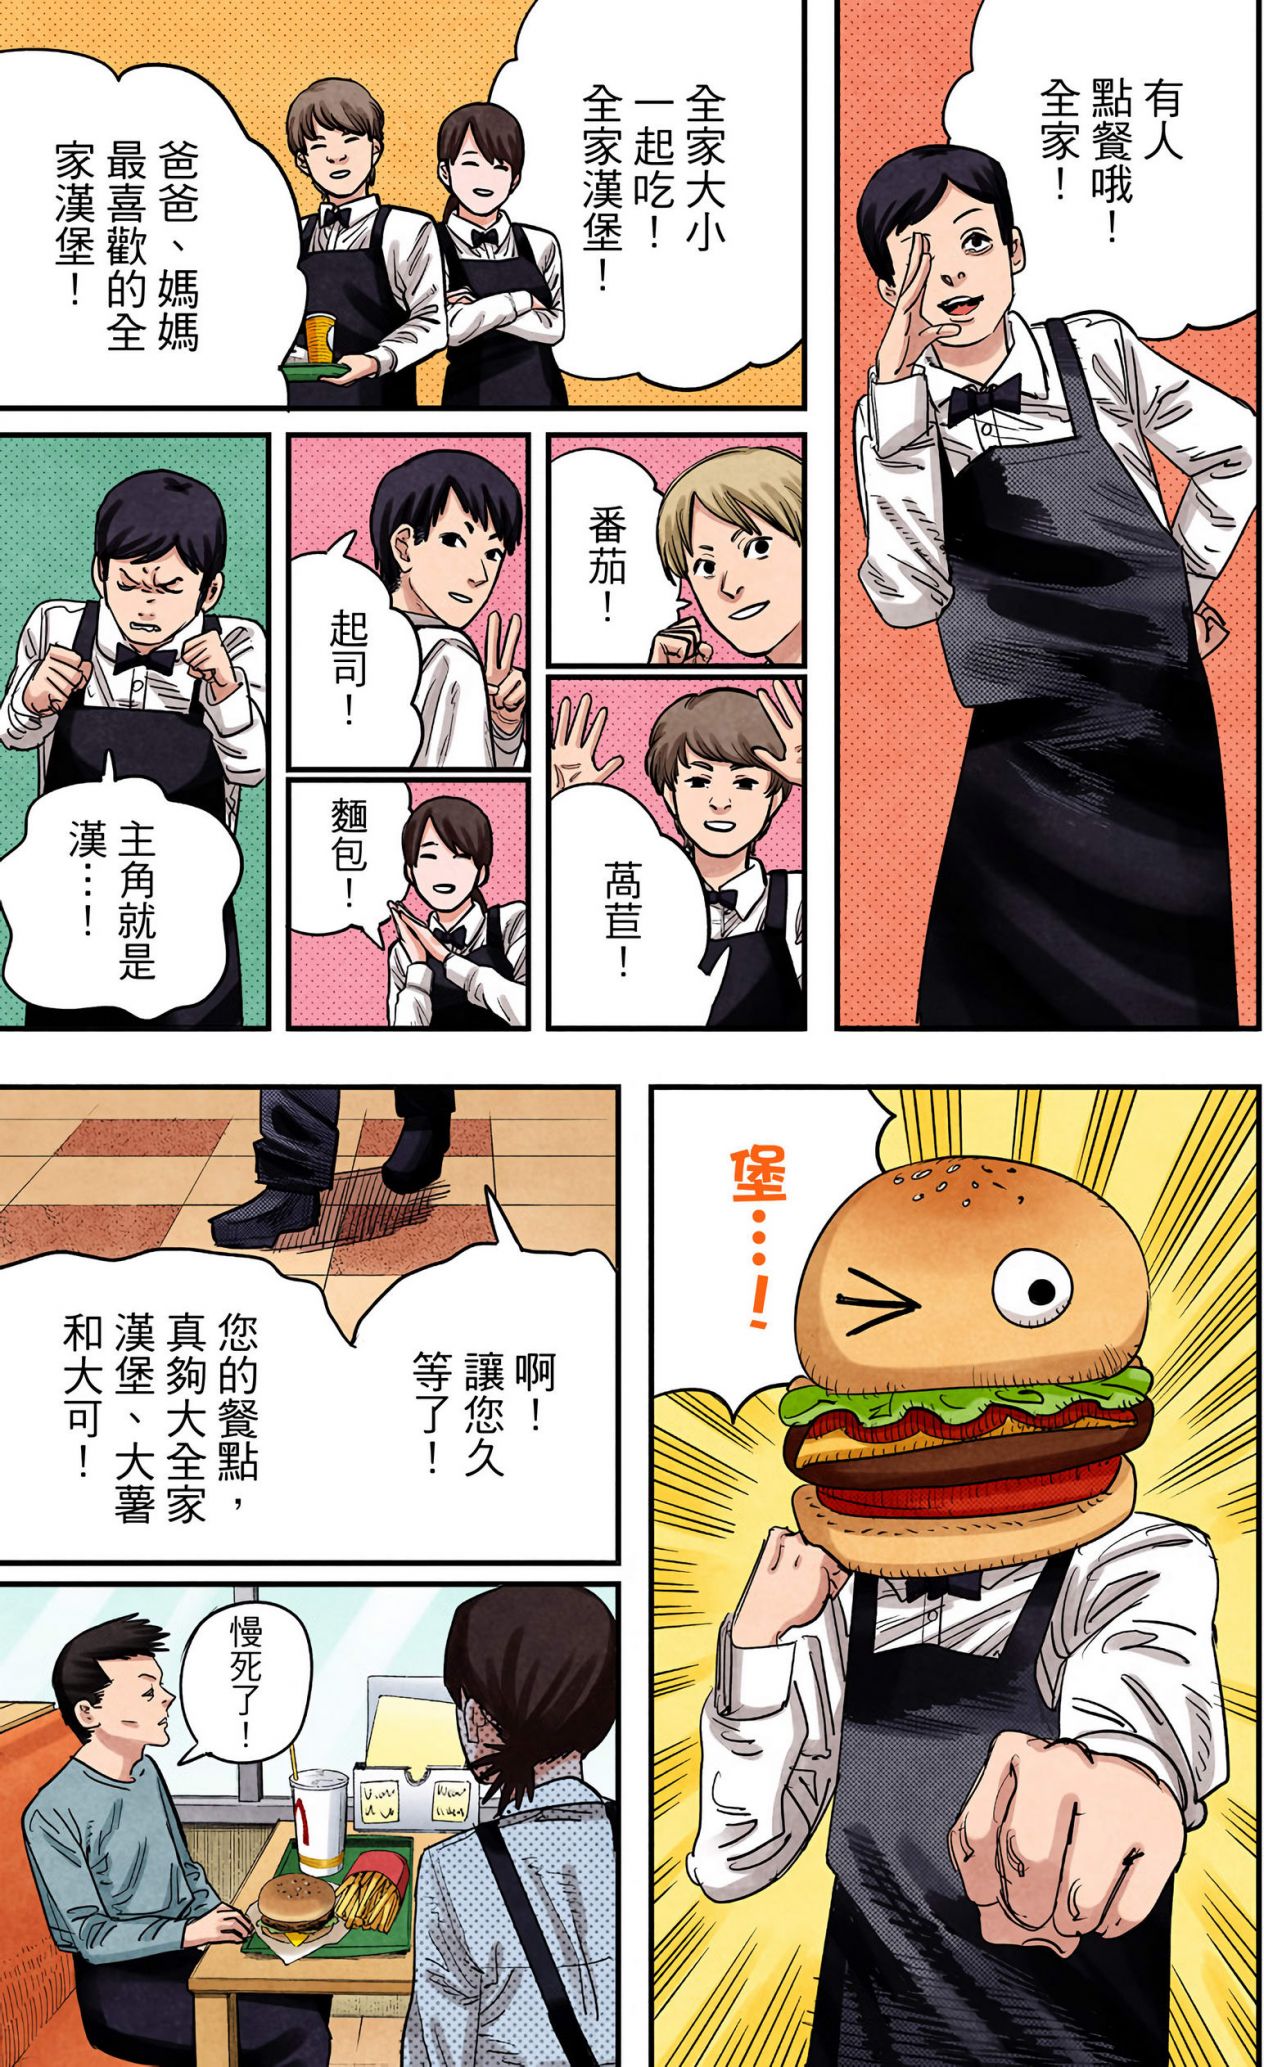 有人
點餐哦！
全家！
全家大小
一起吃！
全家漢堡！
爸爸、媽媽
最喜歡的全
家漢堡！
番茄！
萵苣！
起司！
麵包！
主角就是
漢…！
堡…！
啊！
讓您久
等了！
您的餐點，
真夠大全家
漢堡、大薯
和大可！
慢死了！